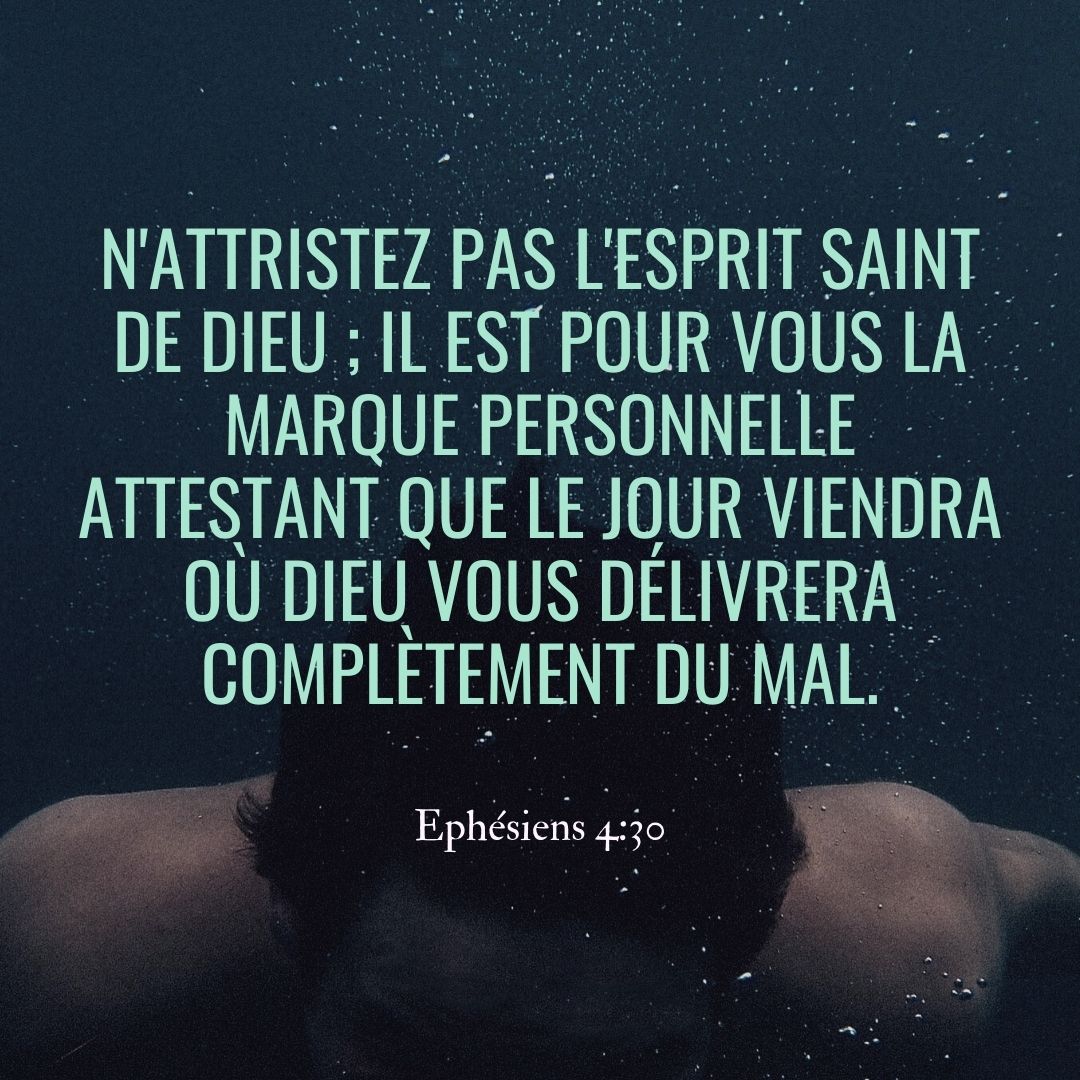 N'ATTRISTEZ PAS L'ESPRIT SAINT
DE DIEU ; IL EST POUR VOUS LA
MARQUE PERSONNELLE
ATTESTANT QUE LE JOUR VIENDRA
OÙ DIEU VOUS DÉLIVRERA
COMPLÈTEMENT DU MAL.
Ephésiens 4:30